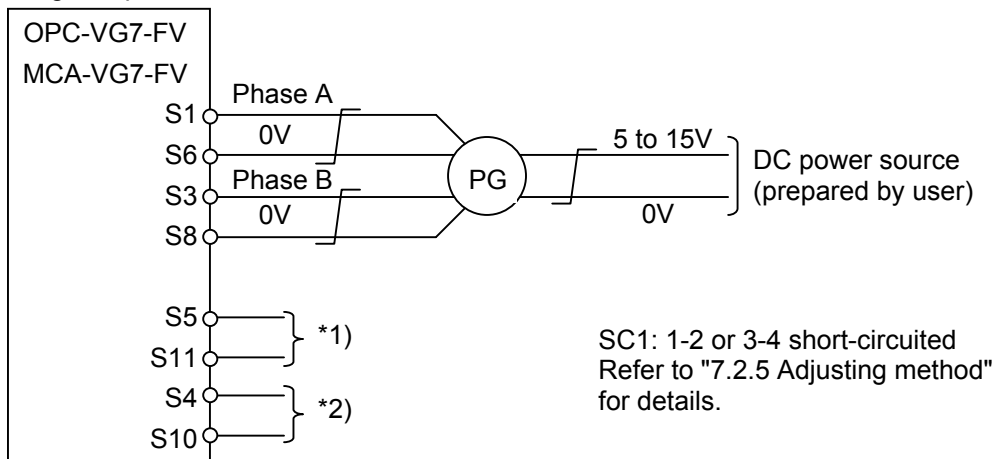 OPC-VG7-FV
MCA-VG7-FV
Phase A
S1
0V
5 to 15V
S6
DC power source
(prepared by user)
PG
Phase B
S3
0V
0V
S8
S5
*1)
S11
SC1: 1-2 or 3-4 short-circuited
Refer to "7.2.5 Adjusting method"
for details.
S4
*2)
S10